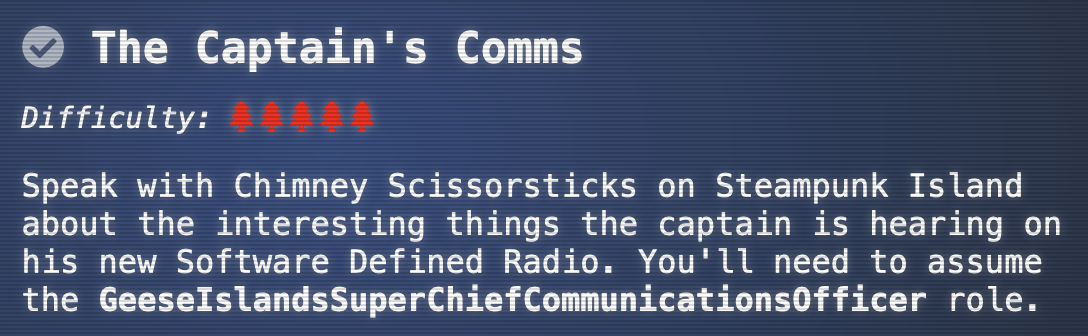 The Captain's Comms
Difficulty:
Speak with Chimney Scissorsticks on Steampunk Island
about the interesting things the captain is hearing on
his new Software Defined Radio. You'll need to assume
the GeeseIslandsSuperChiefCommunicationsOfficer role.